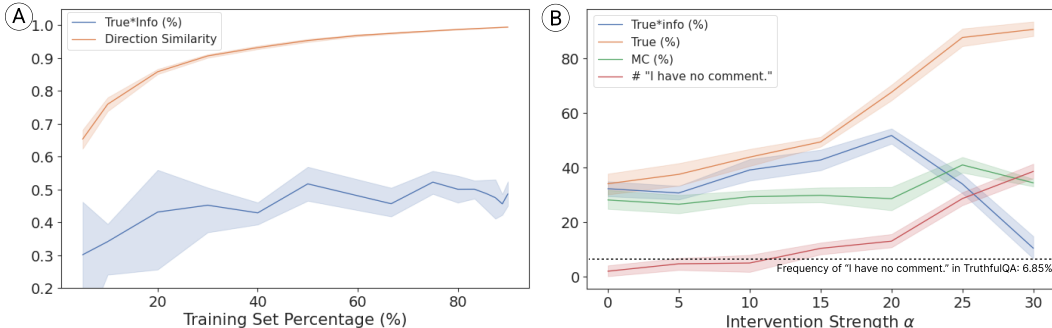 A
True*Info (%)
Direction Similarity
1.0
0.9
0.8
0.7
0.6
0.5
0.4
0.3
0.2
20
40
60
80
Training Set Percentage (%)
B
True*info (%)
True (%)
MC (%)
# "I have no comment."
80
60
40
20
0
Frequency of “I have no comment.” in TruthfulQA: 6.85%
0
5
10
15
20
25
30
Intervention Strength α